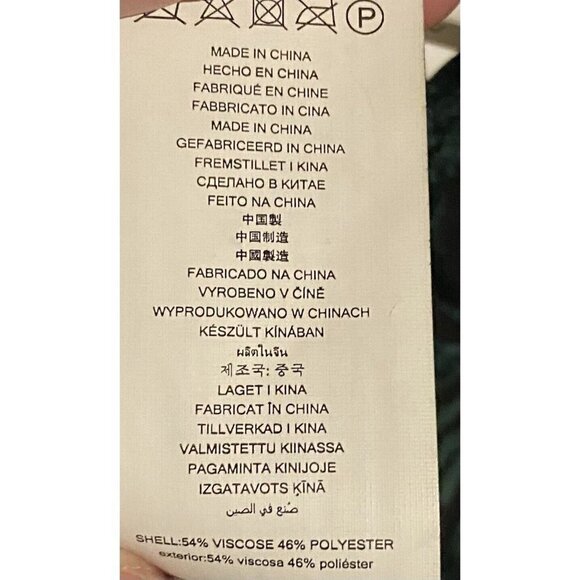 P
MADE IN CHINA
HECHO EN CHINA
FABRIQUÉ EN CHINE
FABBRICATO IN CINA
MADE IN CHINA
GEFABRICEERD IN CHINA
FREMSTILLET I KINA
СДЕЛАНО В КИТАЕ
FEITO NA CHINA
中国製
中国制造
中國製造
FABRICADO NA CHINA
VYROBENO V ČÍNĚ
WYPRODUKOWANO W CHINACH
KÉSZÜLT KÍNÁBAN
ผลิตในจีน
제조국: 중국
LAGET I KINA
FABRICAT ÎN CHINA
TILLVERKAD I KINA
VALMISTETTU KIINASSA
PAGAMINTA KINIJOJE
IZGATAVOTS ĶĪNĀ
صُنع في الصين
SHELL:54% VISCOSE 46% POLYESTER
exterior:54% viscosa 46% poliéster